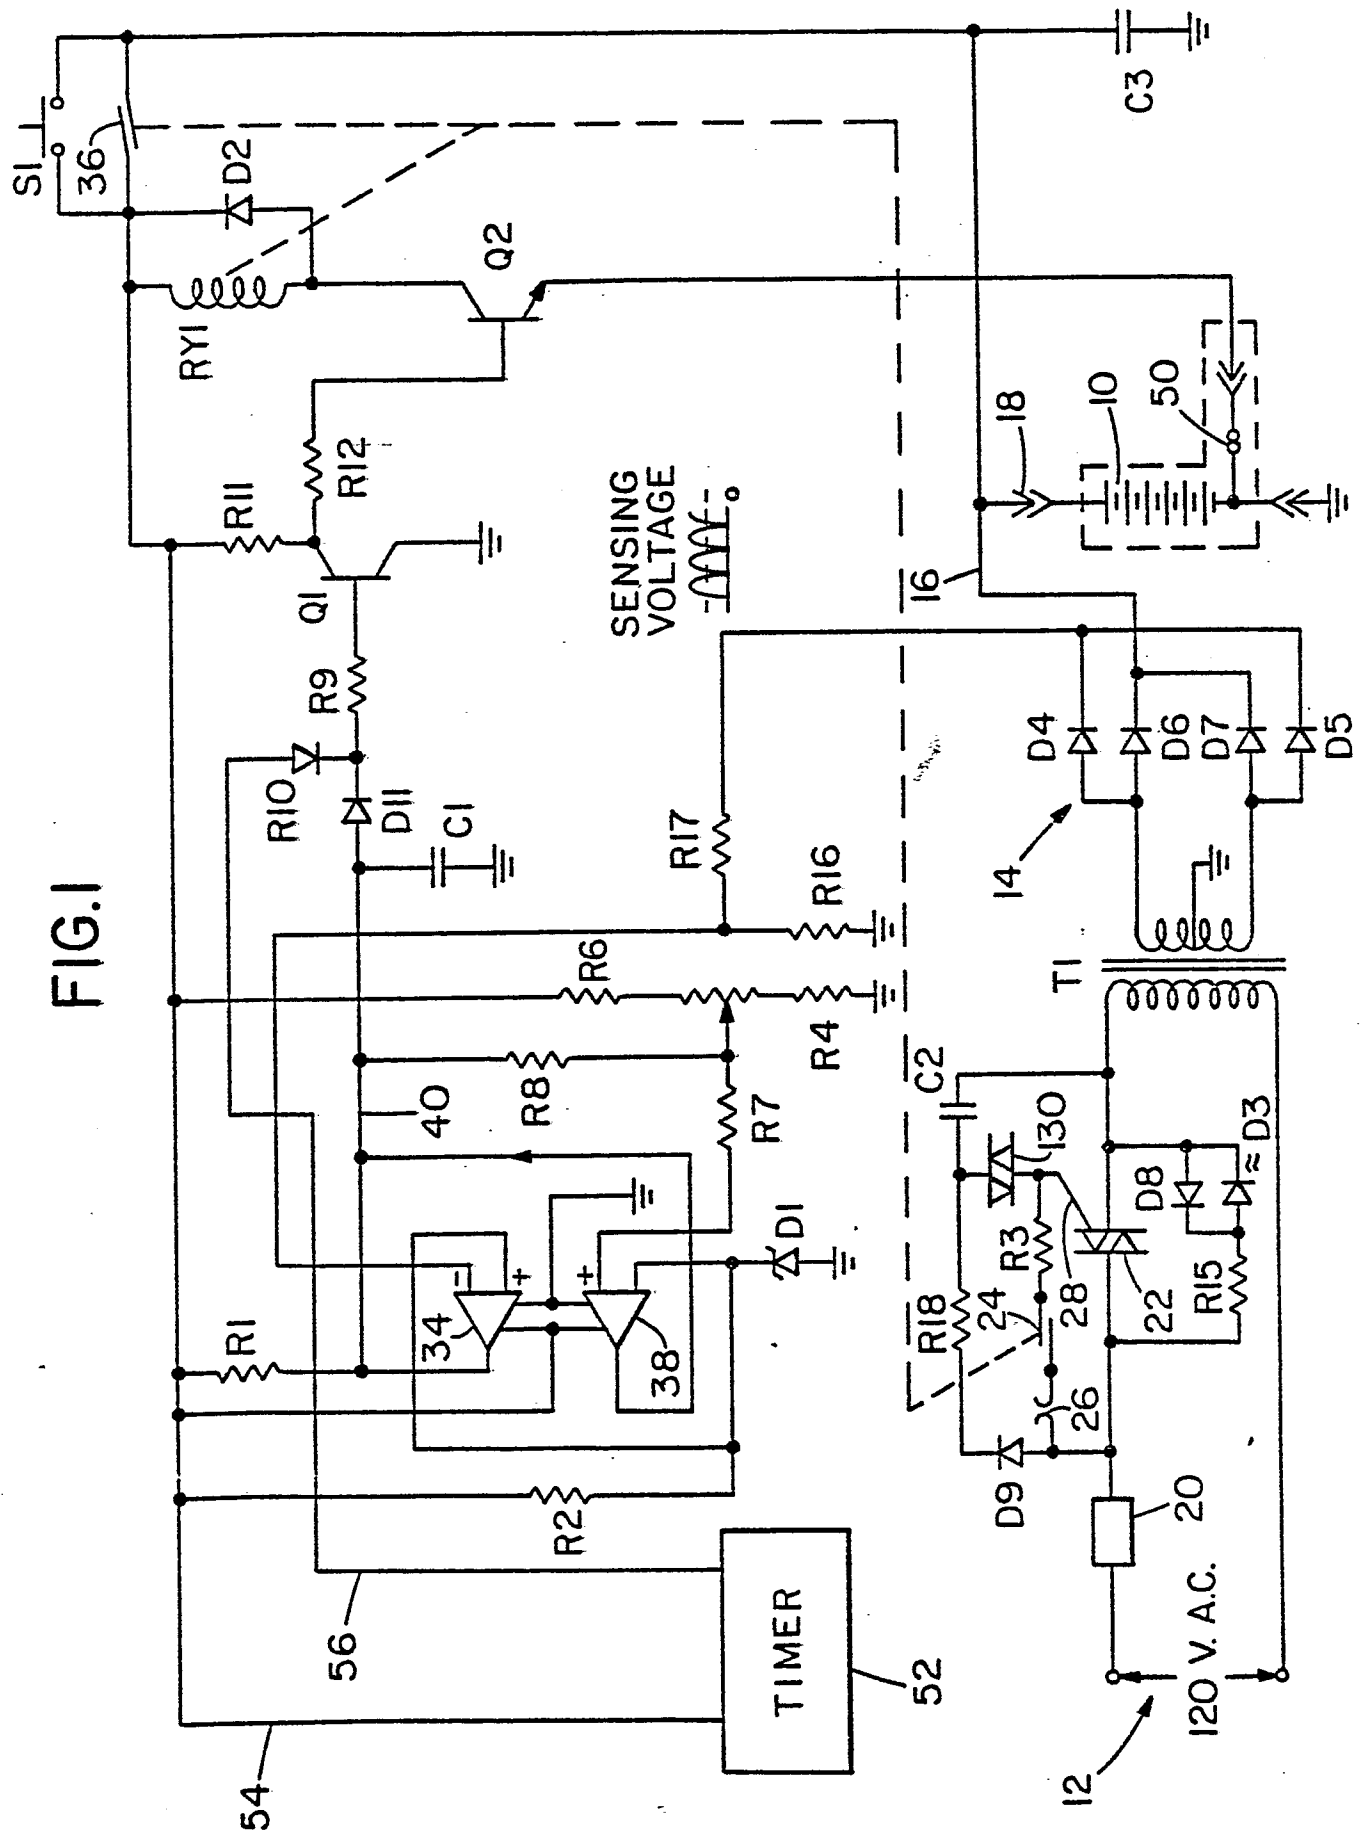 FIG.1
S1
36
D2
RY1
Q2
R11
R12
Q1
R9
R10
D11
C1
SENSING
VOLTAGE
0
R17
R16
R6
R4
R8
R7
40
R1
34
-
+
+
38
D1
R2
56
54
TIMER
52
C3
18
10
50
16
D4
D6
D7
D5
14
T1
C2
130
D8
≈
D3
R3
24
28
22
R15
R18
26
D9
20
120 V. A.C.
12